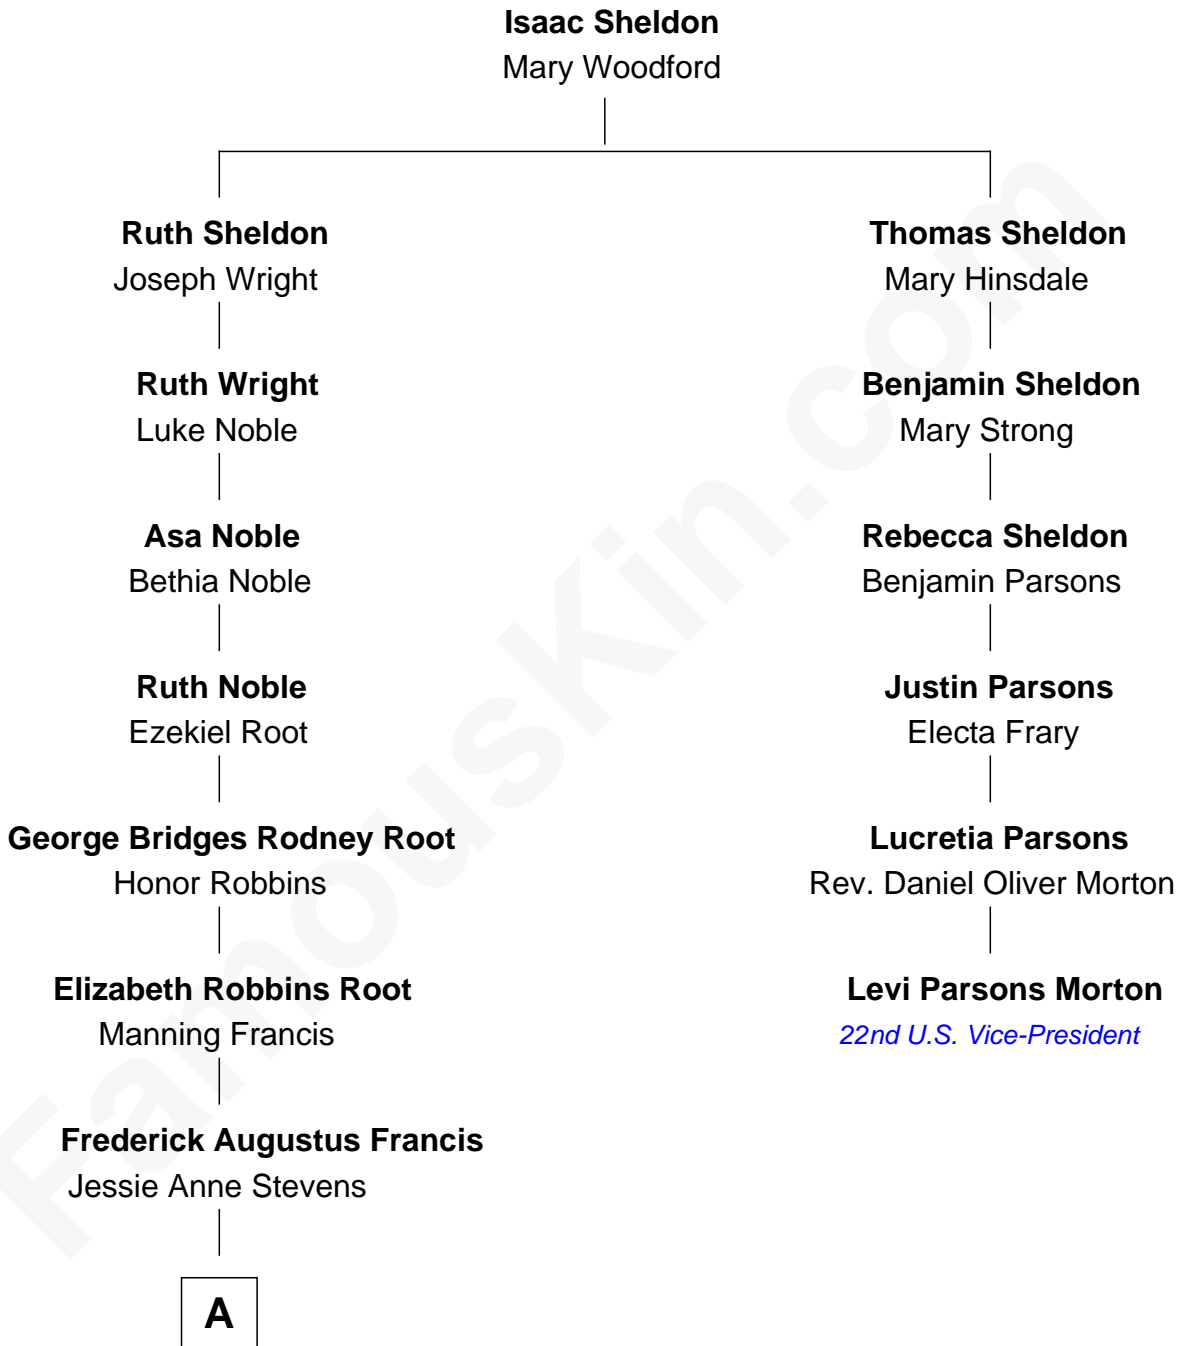 Isaac Sheldon
Mary Woodford
Ruth Sheldon
Joseph Wright
Thomas Sheldon
Mary Hinsdale
Ruth Wright
Luke Noble
Benjamin Sheldon
Mary Strong
Asa Noble
Bethia Noble
Rebecca Sheldon
Benjamin Parsons
Ruth Noble
Ezekiel Root
Justin Parsons
Electa Frary
George Bridges Rodney Root
Honor Robbins
Lucretia Parsons
Rev. Daniel Oliver Morton
Elizabeth Robbins Root
Manning Francis
Levi Parsons Morton
22nd U.S. Vice-President
Frederick Augustus Francis
Jessie Anne Stevens
A
FamousKin.com